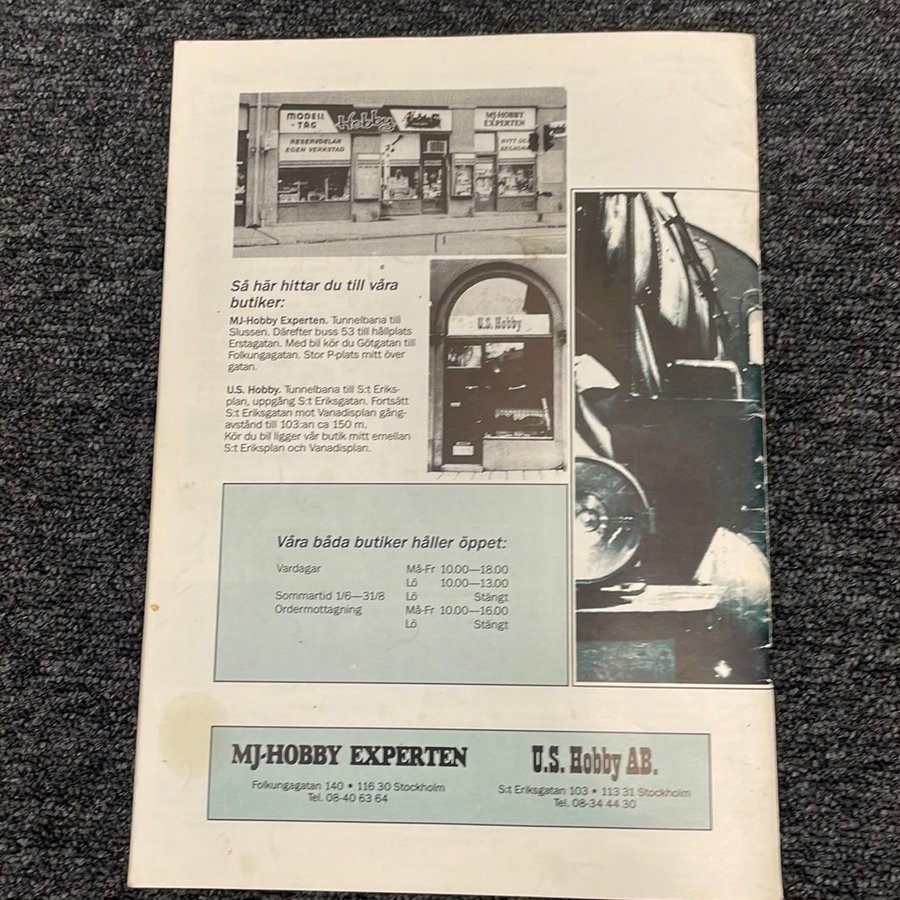 MODELL
-TÅG
Hobby
MJ-HOBBY
EXPERTEN
RESERVDELAR
EGEN VERKSTAD
NYTT OCH
Så här hittar du till våra
butiker:
MJ-Hobby Experten. Tunnelbana till
Slussen. Därefter buss 53 till hållplats
Erstagatan. Med bil kör du Götgatan till
Folkungagatan. Stor P-plats mitt över
gatan.
U.S. Hobby
U.S. Hobby. Tunnelbana till S:t Eriks-
plan, uppgång S:t Eriksgatan. Fortsätt
S:t Eriksgatan mot Vanadisplan gång-
avstånd till 103:an ca 150 m.
Kör du bil ligger vår butik mitt emellan
S:t Eriksplan och Vanadisplan.
Våra båda butiker håller öppet:
Vardagar Må-Fr 10.00—18.00
Lö 10.00—13.00
Sommartid 1/6—31/8 Lö Stängt
Ordermottagning Må-Fr 10.00—16.00
Lö Stängt
MJ-HOBBY EXPERTEN
Folkungagatan 140 • 116 30 Stockholm
Tel. 08-40 63 64
U.S. Hobby AB.
S:t Eriksgatan 103 • 113 31 Stockholm
Tel. 08-34 44 30